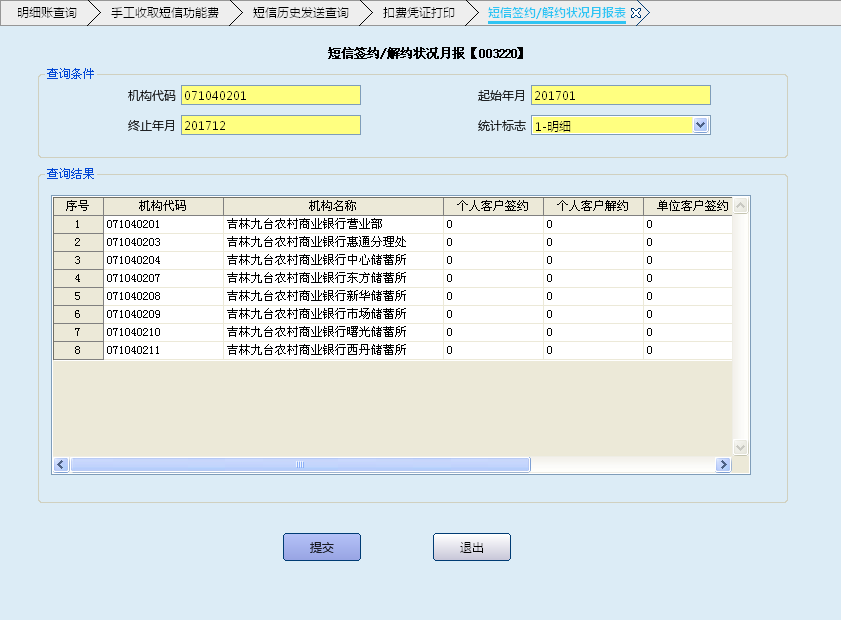 明细账查询 手工收取短信功能费 短信历史发送查询 扣费凭证打印 短信签约/解约状况月报表
短信签约/解约状况月报【003220】
查询条件
机构代码 071040201 起始年月 201701
终止年月 201712 统计标志 1-明细
查询结果
序号 机构代码 机构名称 个人客户签约 个人客户解约 单位客户签约
1 071040201 吉林九台农村商业银行营业部 0 0 0
2 071040203 吉林九台农村商业银行惠通分理处 0 0 0
3 071040204 吉林九台农村商业银行中心储蓄所 0 0 0
4 071040207 吉林九台农村商业银行东方储蓄所 0 0 0
5 071040208 吉林九台农村商业银行新华储蓄所 0 0 0
6 071040209 吉林九台农村商业银行市场储蓄所 0 0 0
7 071040210 吉林九台农村商业银行曙光储蓄所 0 0 0
8 071040211 吉林九台农村商业银行西丹储蓄所 0 0 0
提交 退出